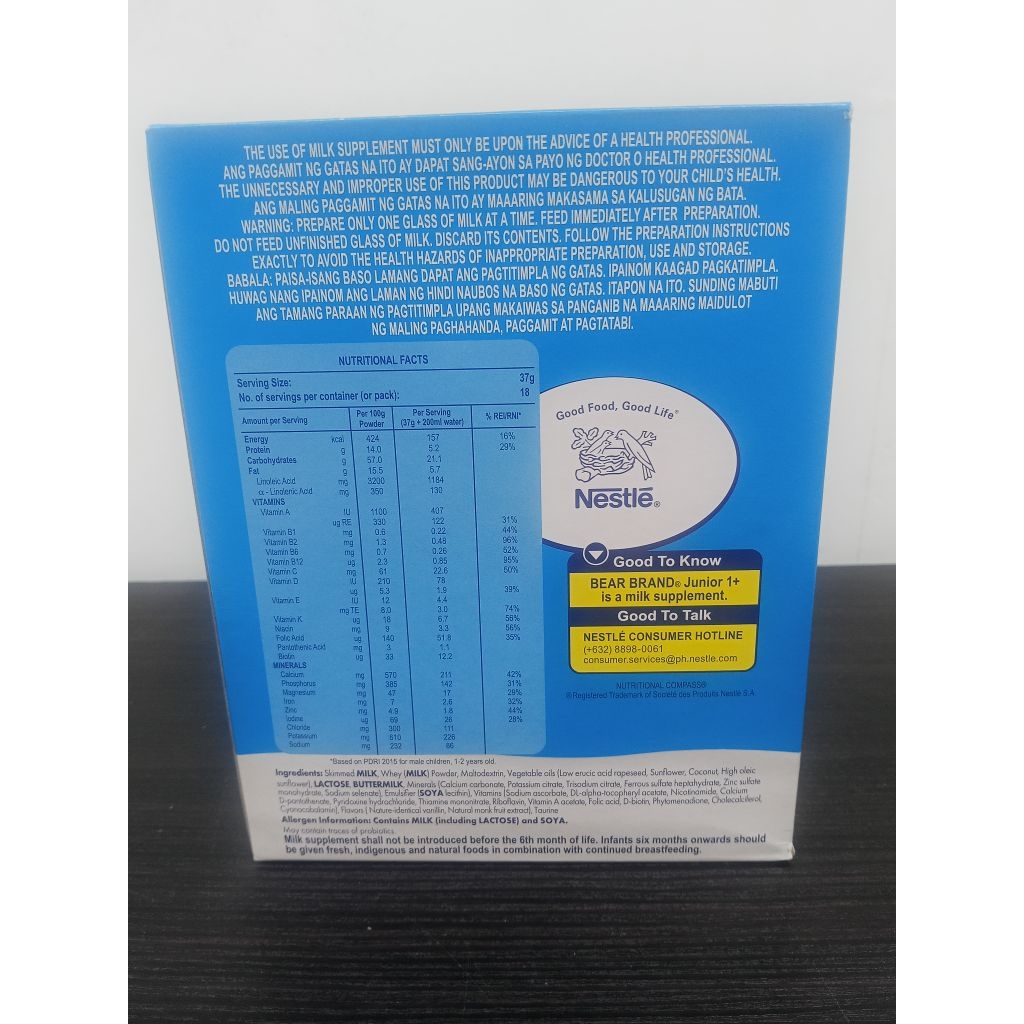 THE USE OF MILK SUPPLEMENT MUST ONLY BE UPON THE ADVICE OF A HEALTH PROFESSIONAL.
ANG PAGGAMIT NG GATAS NA ITO AY DAPAT SANG-AYON SA PAYO NG DOCTOR O HEALTH PROFESSIONAL.
THE UNNECESSARY AND IMPROPER USE OF THIS PRODUCT MAY BE DANGEROUS TO YOUR CHILD'S HEALTH.
ANG MALING PAGGAMIT NG GATAS NA ITO AY MAAARING MAKASAMA SA KALUSUGAN NG BATA.
WARNING: PREPARE ONLY ONE GLASS OF MILK AT A TIME. FEED IMMEDIATELY AFTER PREPARATION.
DO NOT FEED UNFINISHED GLASS OF MILK. DISCARD ITS CONTENTS. FOLLOW THE PREPARATION INSTRUCTIONS
EXACTLY TO AVOID THE HEALTH HAZARDS OF INAPPROPRIATE PREPARATION, USE AND STORAGE.
BABALA: PAISA-ISANG BASO LAMANG DAPAT ANG PAGTITIMPLA NG GATAS. IPAINOM KAAGAD PAGKATIMPLA.
HUWAG NANG IPAINOM ANG LAMAN NG HINDI NAUBOS NA BASO NG GATAS. ITAPON NA ITO. SUNDING MABUTI
ANG TAMANG PARAAN NG PAGTITIMPLA UPANG MAKAIWAS SA PANGANIB NA MAAARING MAIDULOT
NG MALING PAGHAHANDA, PAGGAMIT AT PAGTATABI.
NUTRITIONAL FACTS
Serving Size: 37g
No. of servings per container (or pack): 18
Amount per Serving Per 100g Powder Per Serving (37g + 200ml water) % REI/RNI*
Energy kcal 424 157 16%
Protein g 14.0 5.2 29%
Carbohydrates g 57.0 21.1
Fat g 15.5 5.7
Linoleic Acid mg 3200 1184
α - Linolenic Acid mg 350 130
VITAMINS
Vitamin A IU 1100 407
ug RE 330 122 31%
Vitamin B1 mg 0.6 0.22 44%
Vitamin B2 mg 1.3 0.48 96%
Vitamin B6 mg 0.7 0.26 52%
Vitamin B12 ug 2.3 0.85 95%
Vitamin C mg 61 22.6 50%
Vitamin D IU 210 78
ug 5.3 1.9 39%
Vitamin E IU 12 4.4
mg TE 8.0 3.0 74%
Vitamin K ug 18 6.7 56%
Niacin mg 9 3.3 56%
Folic Acid ug 140 51.8 35%
Pantothenic Acid mg 3 1.1
Biotin ug 33 12.2
MINERALS
Calcium mg 570 211 42%
Phosphorus mg 385 142 31%
Magnesium mg 47 17 29%
Iron mg 7 2.6 32%
Zinc mg 4.9 1.8 44%
Iodine ug 69 26 28%
Chloride mg 300 111
Potassium mg 610 226
Sodium mg 232 86
*Based on PDRI 2015 for male children, 1-2 years old.
Good Food, Good Life®
Nestlé®
Good To Know
BEAR BRAND® Junior 1+
is a milk supplement.
Good To Talk
NESTLÉ CONSUMER HOTLINE
(+632) 8898-0061
consumer.services@ph.nestle.com
NUTRITIONAL COMPASS®
® Registered Trademark of Société des Produits Nestlé S.A.
Ingredients: Skimmed MILK, Whey (MILK) Powder, Maltodextrin, Vegetable oils (Low erucic acid rapeseed, Sunflower, Coconut, High oleic
sunflower), LACTOSE, BUTTERMILK, Minerals (Calcium carbonate, Potassium citrate, Trisodium citrate, Ferrous sulfate heptahydrate, Zinc sulfate
monohydrate, Sodium selenate), Emulsifier (SOYA lecithin), Vitamins (Sodium ascorbate, DL-alpha-tocopheryl acetate, Nicotinamide, Calcium
D-pantothenate, Pyridoxine hydrochloride, Thiamine mononitrate, Riboflavin, Vitamin A acetate, Folic acid, D-biotin, Phytomenadione, Cholecalciferol,
Cyanocobalamin), Flavors (Nature-identical vanillin, Natural monk fruit extract), Taurine
Allergen Information: Contains MILK (including LACTOSE) and SOYA.
May contain traces of probiotics.
Milk supplement shall not be introduced before the 6th month of life. Infants six months onwards should
be given fresh, indigenous and natural foods in combination with continued breastfeeding.